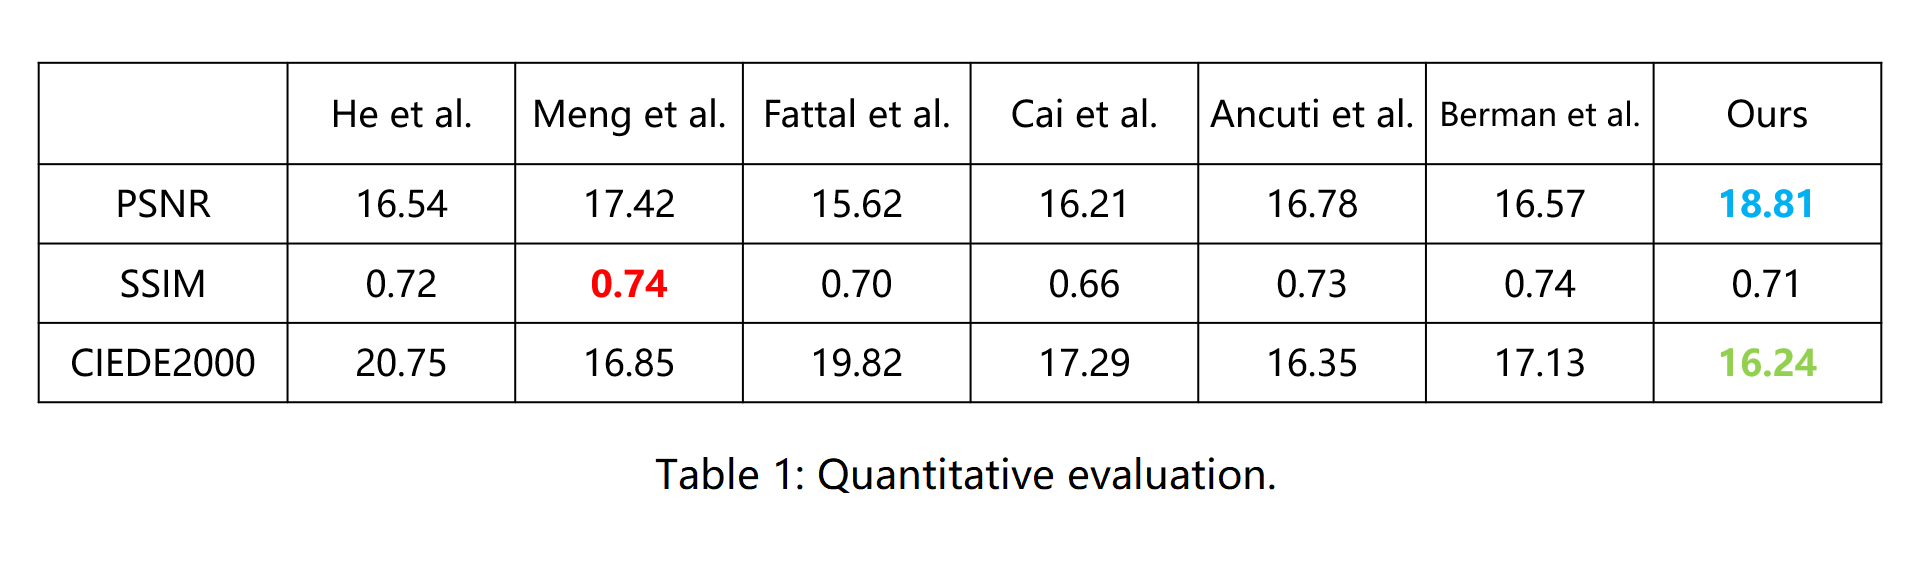 He et al. Meng et al. Fattal et al. Cai et al. Ancuti et al. Berman et al. Ours
PSNR 16.54 17.42 15.62 16.21 16.78 16.57 18.81
SSIM 0.72 0.74 0.70 0.66 0.73 0.74 0.71
CIEDE2000 20.75 16.85 19.82 17.29 16.35 17.13 16.24
Table 1: Quantitative evaluation.